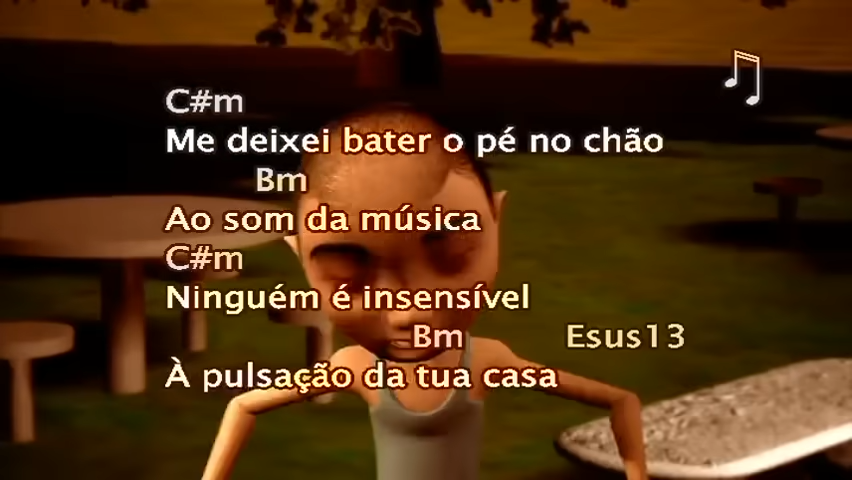 C#m
Me deixei bater o pé no chão
Bm
Ao som da música
C#m
Ninguém é insensível
Bm Esus13
À pulsação da tua casa